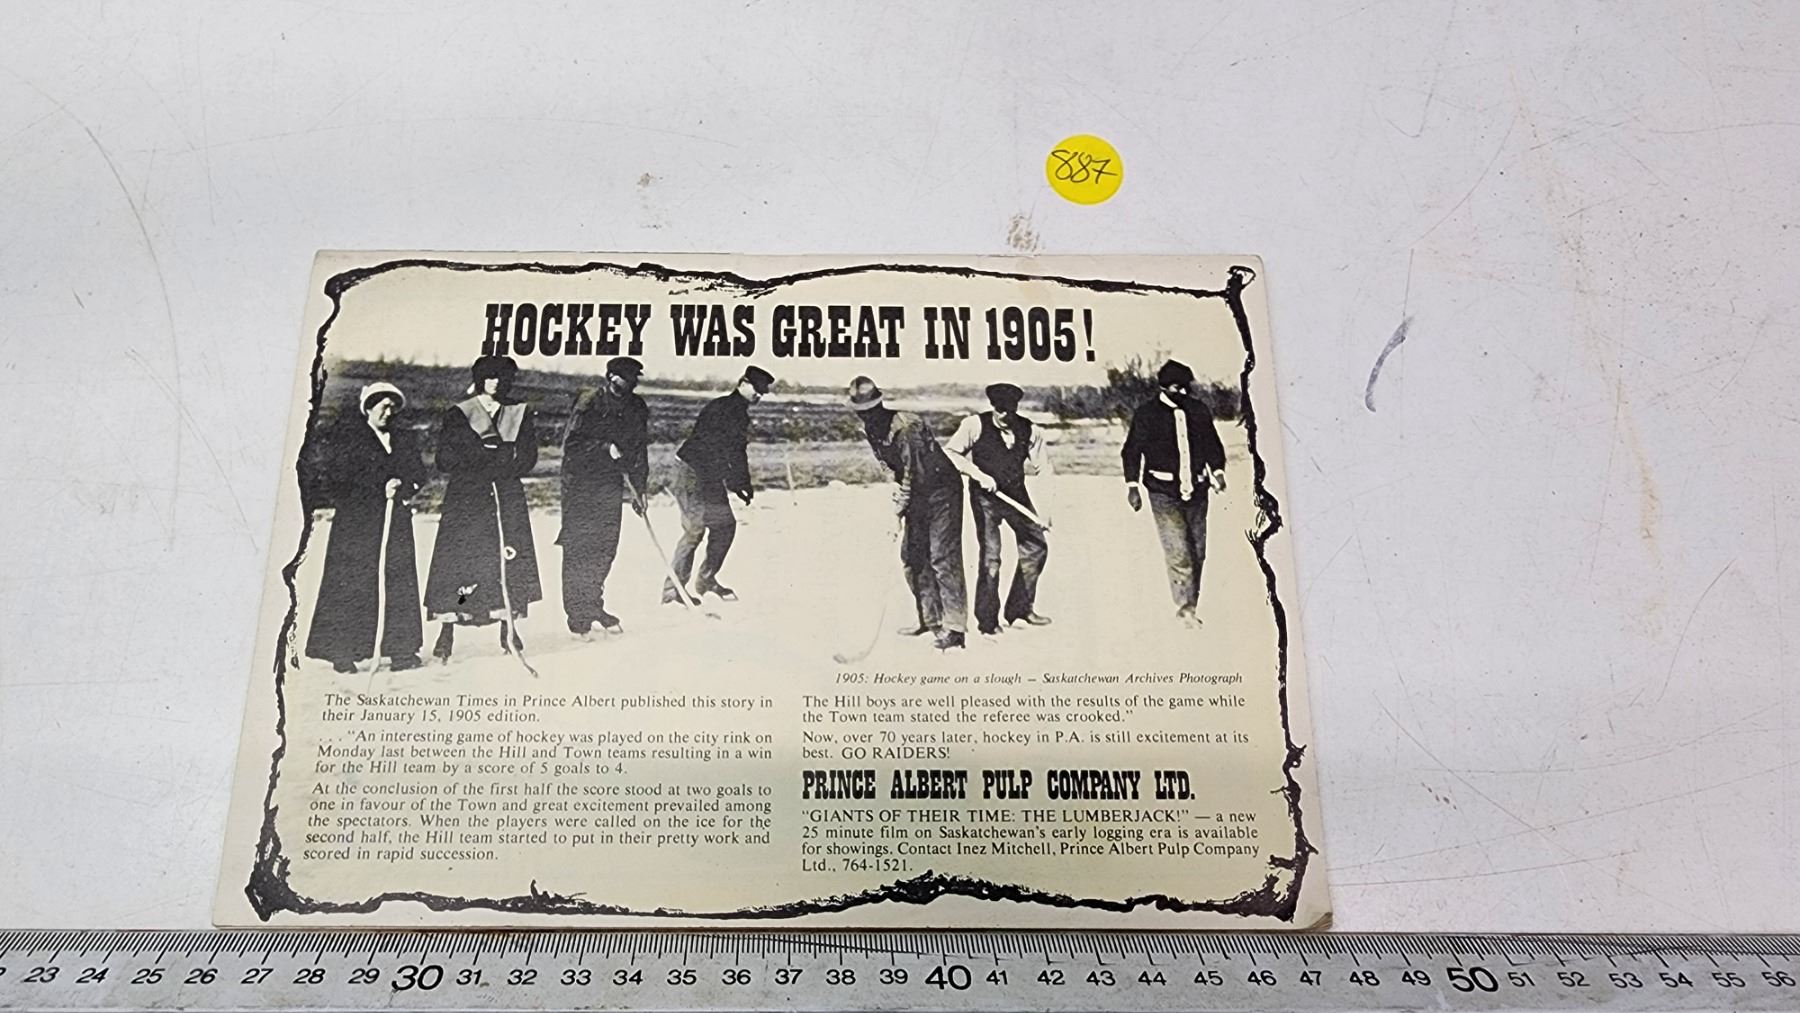 887
HOCKEY WAS GREAT IN 1905!
1905: Hockey game on a slough — Saskatchewan Archives Photograph
The Saskatchewan Times in Prince Albert published this story in
their January 15, 1905 edition.
. . . "An interesting game of hockey was played on the city rink on
Monday last between the Hill and Town teams resulting in a win
for the Hill team by a score of 5 goals to 4.
At the conclusion of the first half the score stood at two goals to
one in favour of the Town and great excitement prevailed among
the spectators. When the players were called on the ice for the
second half, the Hill team started to put in their pretty work and
scored in rapid succession.
The Hill boys are well pleased with the results of the game while
the Town team stated the referee was crooked."
Now, over 70 years later, hockey in P.A. is still excitement at its
best. GO RAIDERS!
PRINCE ALBERT PULP COMPANY LTD.
"GIANTS OF THEIR TIME: THE LUMBERJACK!" — a new
25 minute film on Saskatchewan's early logging era is available
for showings. Contact Inez Mitchell, Prince Albert Pulp Company
Ltd., 764-1521.
23 24 25 26 27 28 29 30 31 32 33 34 35 36 37 38 39 40 41 42 43 44 45 46 47 48 49 50 51 52 53 54 55 56